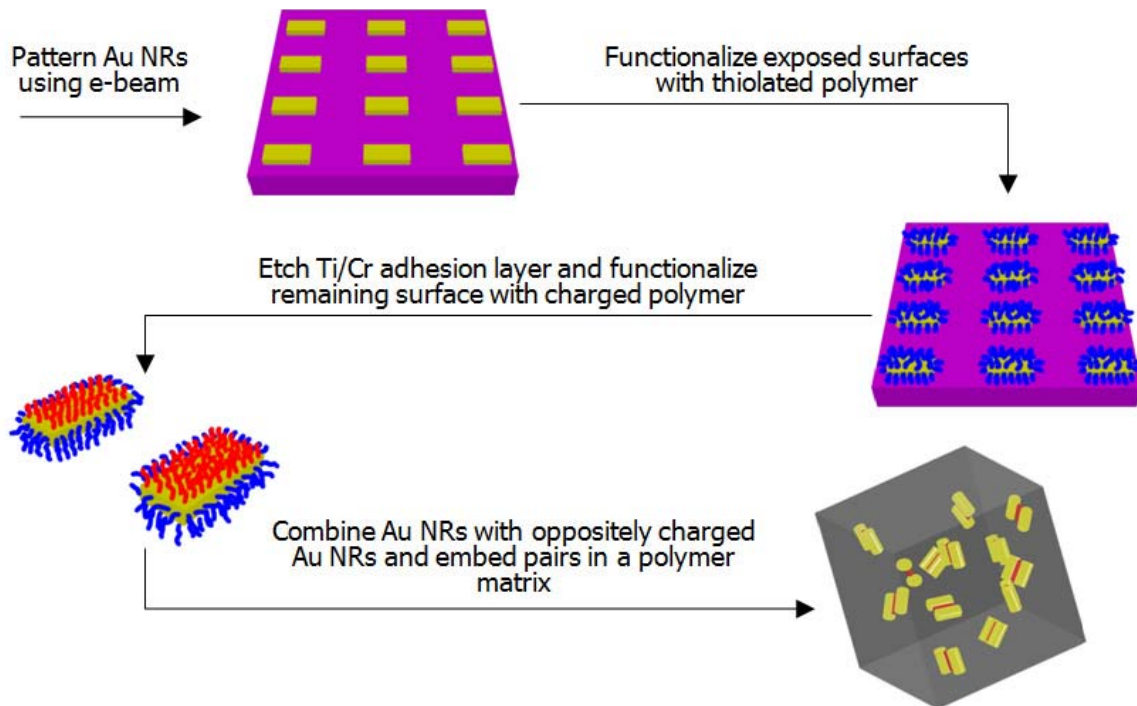 Pattern Au NRs
using e-beam
Functionalize exposed surfaces
with thiolated polymer
Etch Ti/Cr adhesion layer and functionalize
remaining surface with charged polymer
Combine Au NRs with oppositely charged
Au NRs and embed pairs in a polymer
matrix